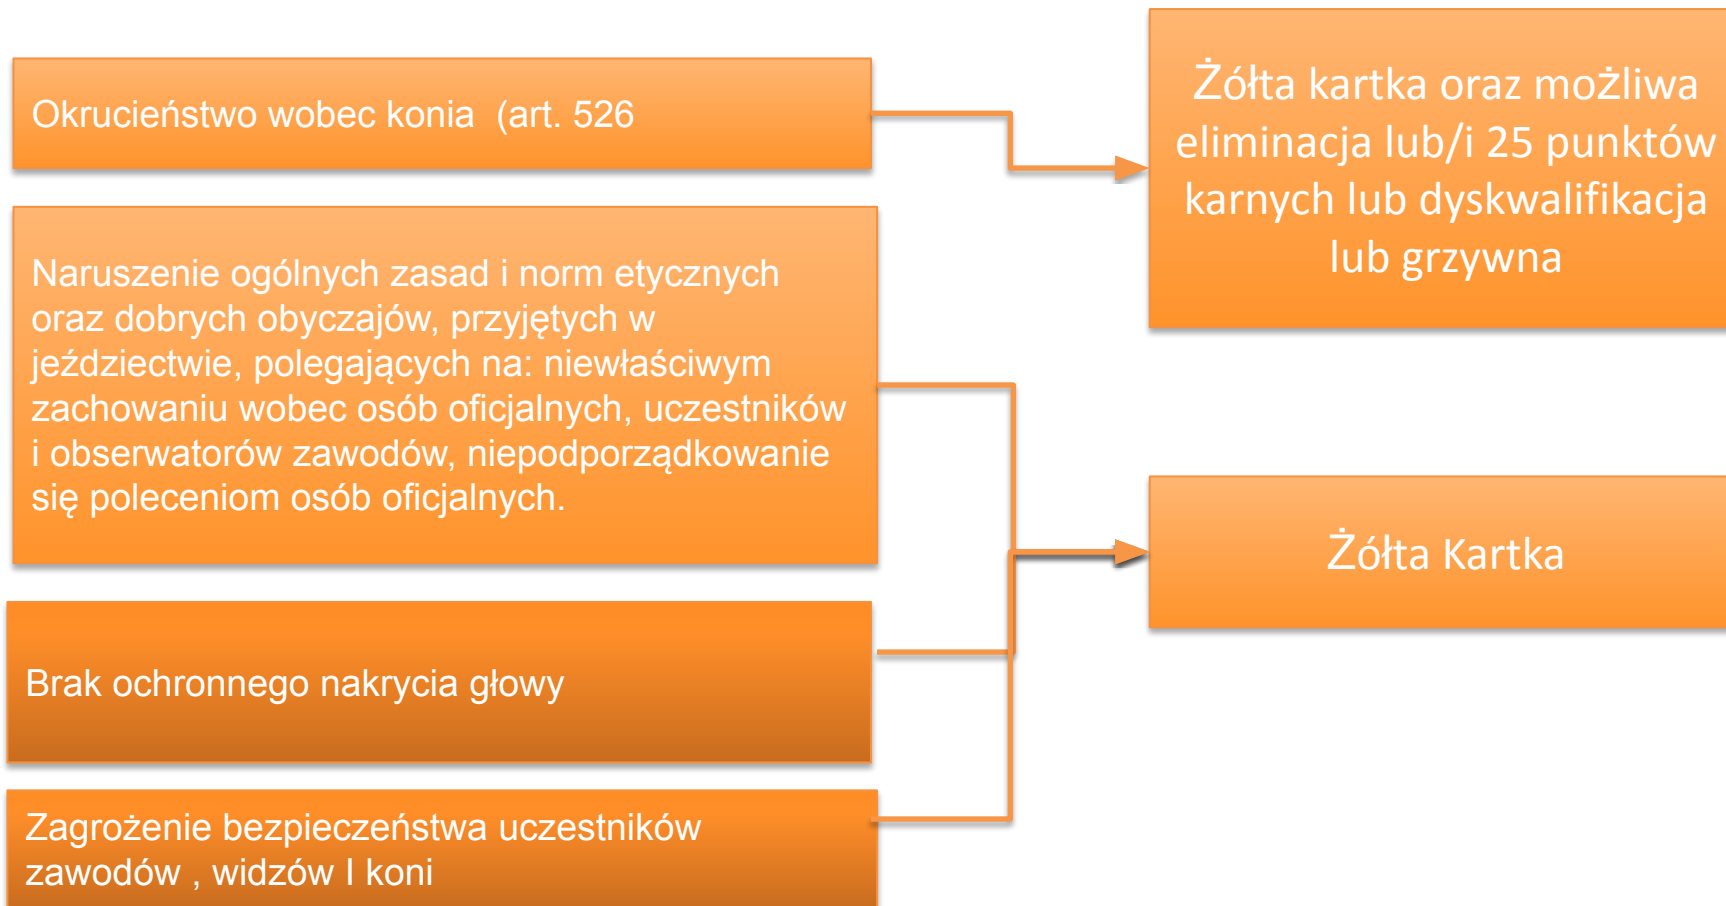 Okrucieństwo wobec konia  (art. 526
Żółta kartka oraz możliwa
eliminacja lub/i 25 punktów
karnych lub dyskwalifikacja
lub grzywna
Naruszenie ogólnych zasad i norm etycznych
oraz dobrych obyczajów, przyjętych w
jeździectwie, polegających na: niewłaściwym
zachowaniu wobec osób oficjalnych, uczestników
i obserwatorów zawodów, niepodporządkowanie
się poleceniom osób oficjalnych.
Żółta Kartka
Brak ochronnego nakrycia głowy
Zagrożenie bezpieczeństwa uczestników
zawodów , widzów I koni